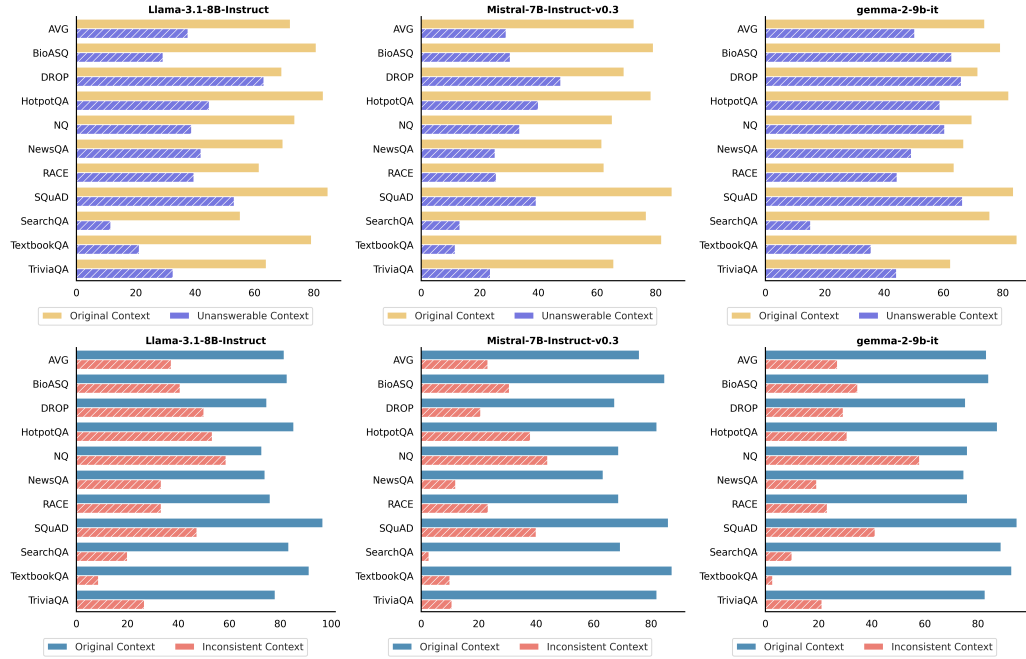 Llama-3.1-8B-Instruct
AVG
BioASQ
DROP
HotpotQA
NQ
NewsQA
RACE
SQuAD
SearchQA
TextbookQA
TriviaQA
0 20 40 60 80
Original Context Unanswerable Context
Mistral-7B-Instruct-v0.3
AVG
BioASQ
DROP
HotpotQA
NQ
NewsQA
RACE
SQuAD
SearchQA
TextbookQA
TriviaQA
0 20 40 60 80
Original Context Unanswerable Context
gemma-2-9b-it
AVG
BioASQ
DROP
HotpotQA
NQ
NewsQA
RACE
SQuAD
SearchQA
TextbookQA
TriviaQA
0 20 40 60 80
Original Context Unanswerable Context
Llama-3.1-8B-Instruct
AVG
BioASQ
DROP
HotpotQA
NQ
NewsQA
RACE
SQuAD
SearchQA
TextbookQA
TriviaQA
0 20 40 60 80 100
Original Context Inconsistent Context
Mistral-7B-Instruct-v0.3
AVG
BioASQ
DROP
HotpotQA
NQ
NewsQA
RACE
SQuAD
SearchQA
TextbookQA
TriviaQA
0 20 40 60 80
Original Context Inconsistent Context
gemma-2-9b-it
AVG
BioASQ
DROP
HotpotQA
NQ
NewsQA
RACE
SQuAD
SearchQA
TextbookQA
TriviaQA
0 20 40 60 80
Original Context Inconsistent Context